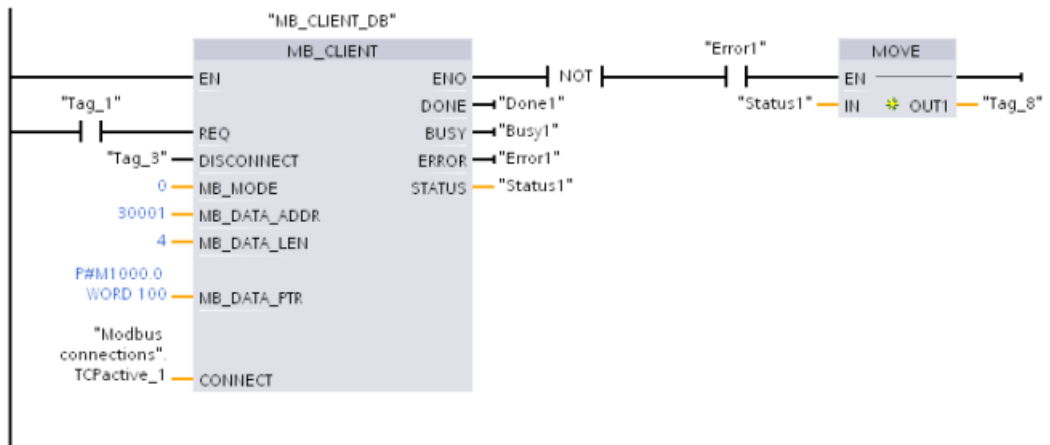 "MB_CLIENT_DB"
MB_CLIENT
"Error1"
MOVE
EN
ENO
NOT
EN
"Tag_1"
DONE
"Done1"
"Status1"
IN
OUT1
"Tag_8"
REQ
BUSY
"Busy1"
"Tag_3"
DISCONNECT
ERROR
"Error1"
0
MB_MODE
STATUS
"Status1"
30001
MB_DATA_ADDR
4
MB_DATA_LEN
P#M1000.0
WORD 100
MB_DATA_PTR
"Modbus
connections".
TCPactive_1
CONNECT